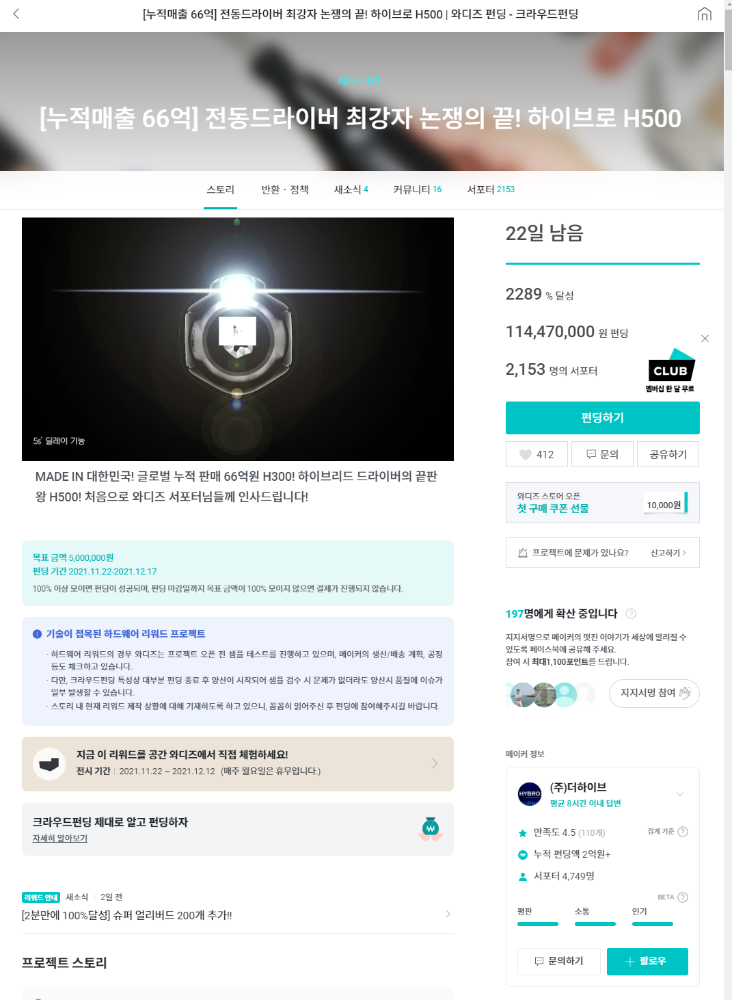 [누적매출 66억] 전동드라이버 최강자 논쟁의 끝! 하이브로 H500 | 와디즈 펀딩 - 크라우드펀딩
테크·가전
[누적매출 66억] 전동드라이버 최강자 논쟁의 끝! 하이브로 H500
스토리 반환 · 정책 새소식 4 커뮤니티 16 서포터 2153
5s' 딜레이 기능
MADE IN 대한민국! 글로벌 누적 판매 66억원 H300! 하이브리드 드라이버의 끝판
왕 H500! 처음으로 와디즈 서포터님들께 인사드립니다!
목표 금액 5,000,000원
펀딩 기간 2021.11.22-2021.12.17
100% 이상 모이면 펀딩이 성공되며, 펀딩 마감일까지 목표 금액이 100% 모이지 않으면 결제가 진행되지 않습니다.
기술이 접목된 하드웨어 리워드 프로젝트
· 하드웨어 리워드의 경우 와디즈는 프로젝트 오픈 전 샘플 테스트를 진행하고 있으며, 메이커의 생산/배송 계획, 공정
등도 체크하고 있습니다.
· 다만, 크라우드펀딩 특성상 대부분 펀딩 종료 후 양산이 시작되어 샘플 검수 시 문제가 없더라도 양산시 품질에 이슈가
일부 발생할 수 있습니다.
· 스토리 내 현재 리워드 제작 상황에 대해 기재하도록 하고 있으니, 꼼꼼히 읽어주신 후 펀딩에 참여해주시길 바랍니다.
지금 이 리워드를 공간 와디즈에서 직접 체험하세요!
전시 기간 | 2021.11.22 ~ 2021.12.12 (매주 월요일은 휴무입니다.)
크라우드펀딩 제대로 알고 펀딩하자
자세히 알아보기
리워드 안내 새소식 | 2일 전
[2분만에 100%달성] 슈퍼 얼리버드 200개 추가!!
프로젝트 스토리
22일 남음
2289 % 달성
114,470,000 원 펀딩
2,153 명의 서포터
CLUB
멤버십 한 달 무료
펀딩하기
412 문의 공유하기
와디즈 스토어 오픈
첫 구매 쿠폰 선물
10,000원
프로젝트에 문제가 있나요? 신고하기
197명에게 확산 중입니다
지지서명으로 메이커의 멋진 이야기가 세상에 알려질 수
있도록 페이스북에 공유해 주세요.
참여 시 최대1,100포인트를 드립니다.
지지서명 참여
메이커 정보
HYBRO
(주)더하이브
평균 8시간 이내 답변
만족도 4.5 (110개) 집계 기준
누적 펀딩액 2억원+
서포터 4,749명
BETA
평판 소통 인기
문의하기 팔로우